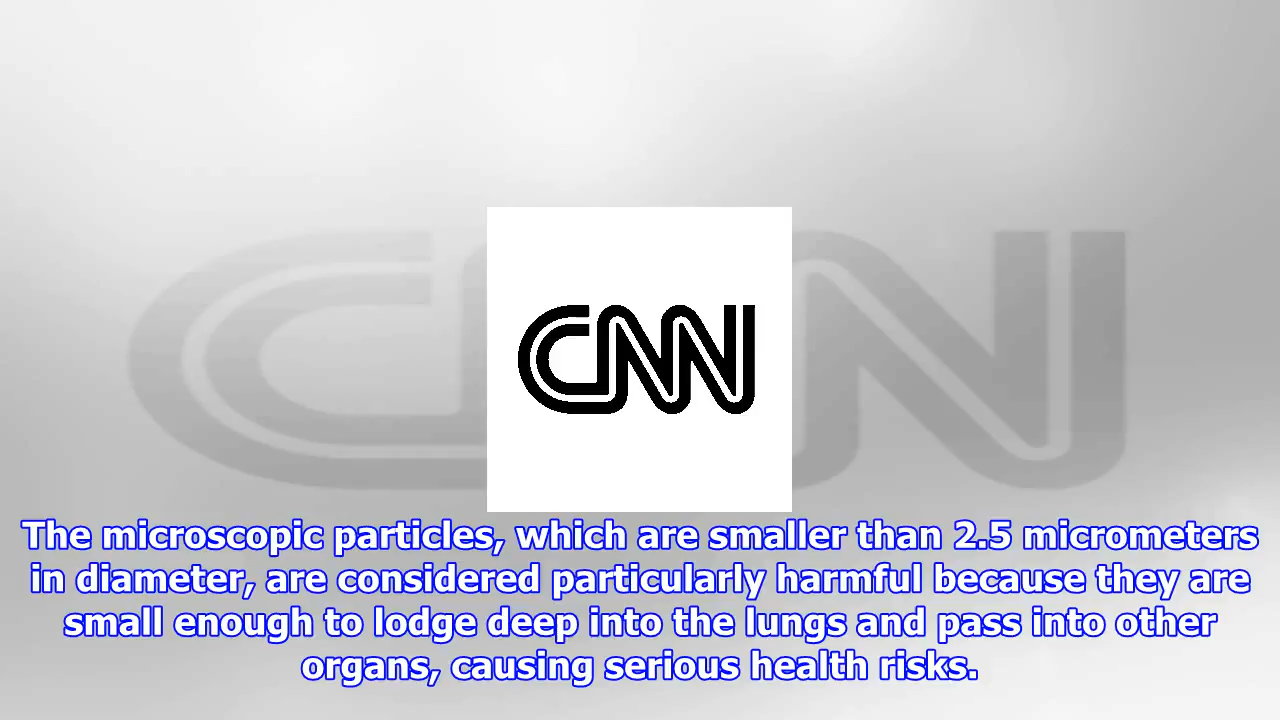 CNN
The microscopic particles, which are smaller than 2.5 micrometers
in diameter, are considered particularly harmful because they are
small enough to lodge deep into the lungs and pass into other
organs, causing serious health risks.